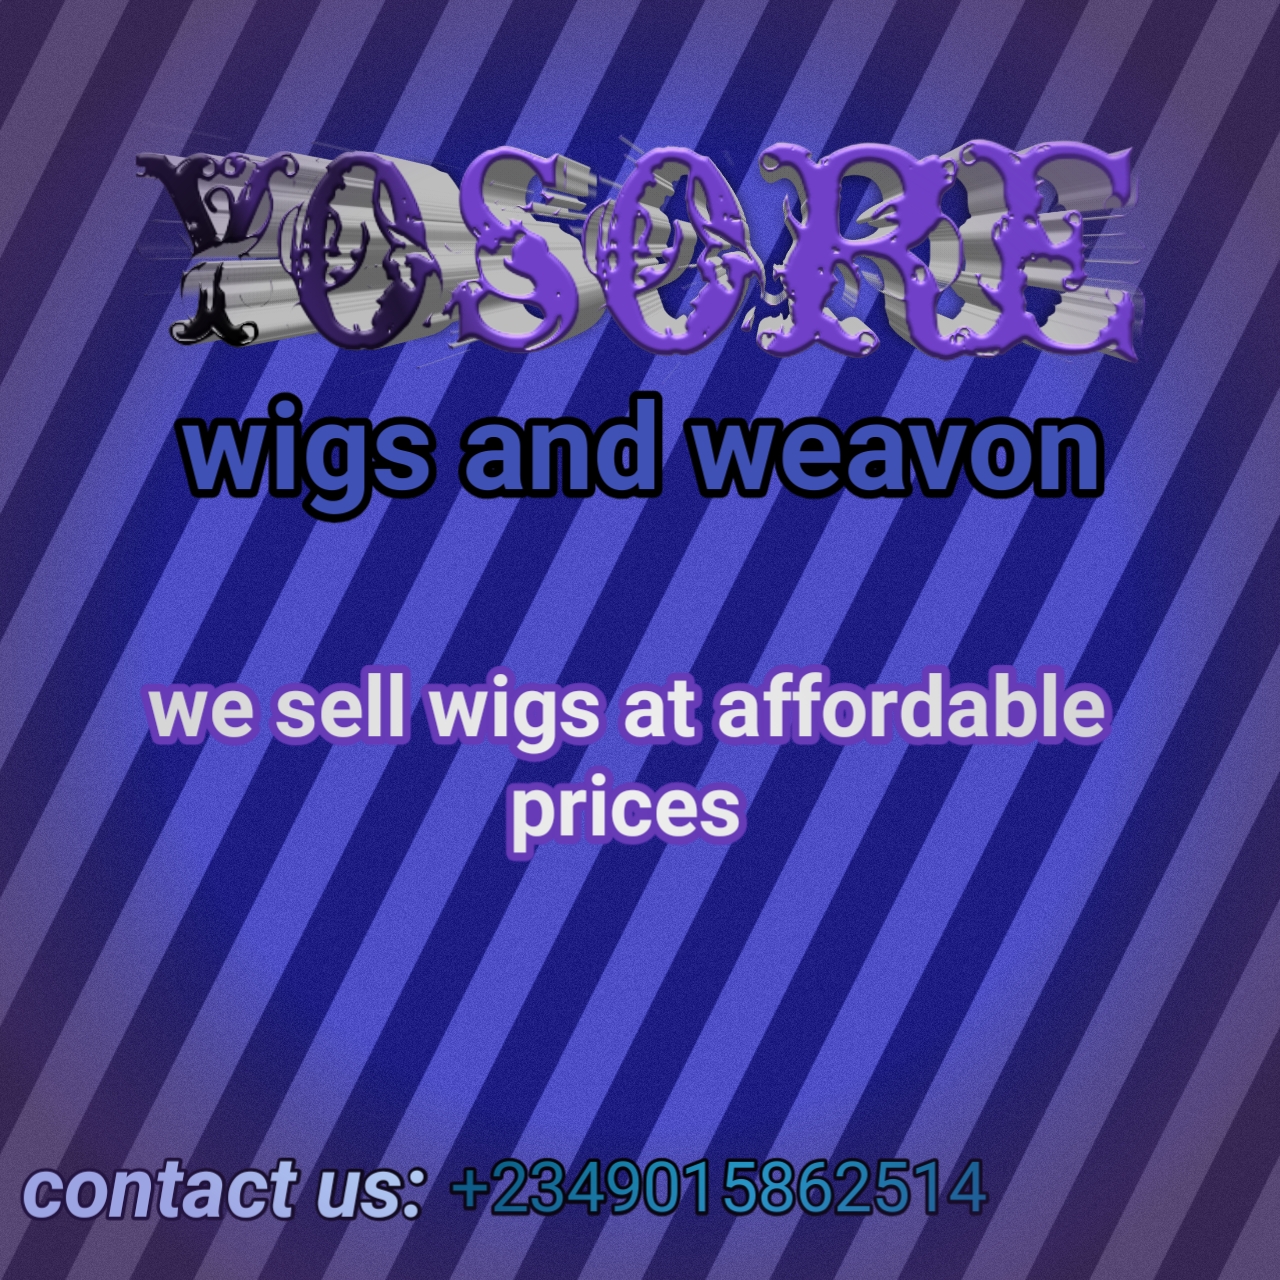 YOSORE
wigs and weavon
we sell wigs at affordable
prices
contact us: +2349015862514